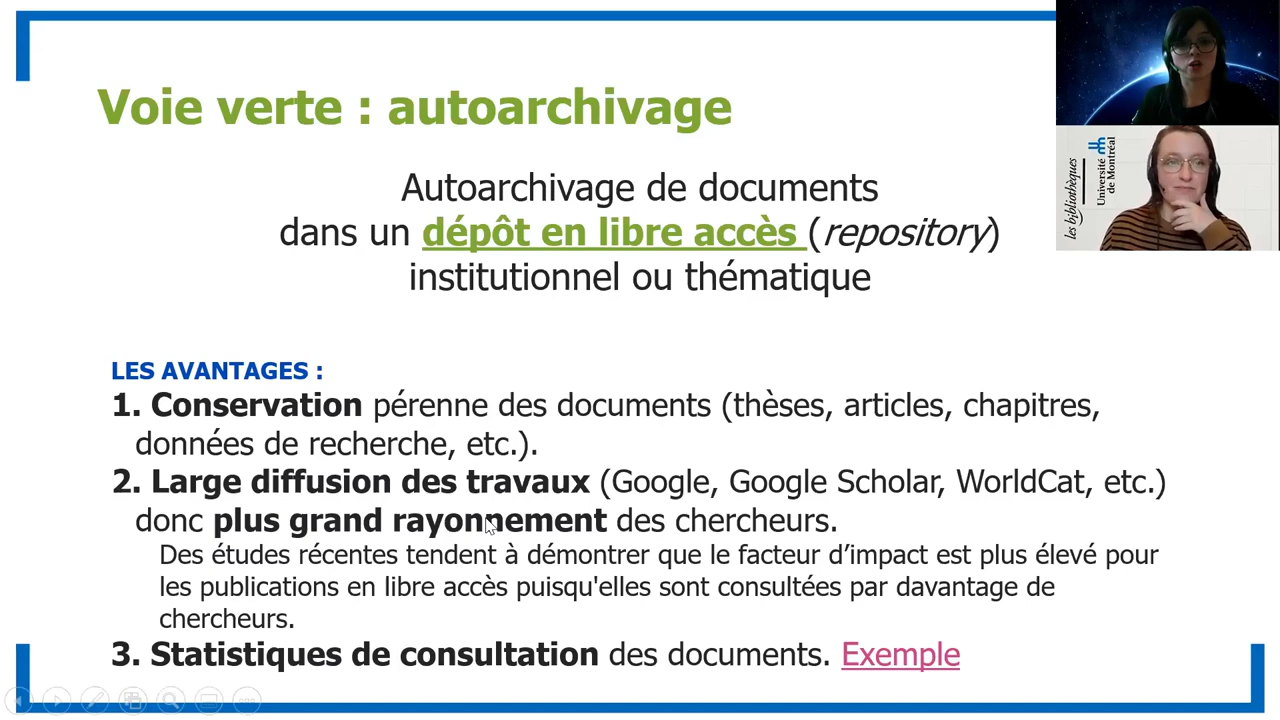 Voie verte : autoarchivage
Autoarchivage de documents
dans un dépôt en libre accès (repository)
institutionnel ou thématique
LES AVANTAGES :
1. Conservation pérenne des documents (thèses, articles, chapitres,
données de recherche, etc.).
2. Large diffusion des travaux (Google, Google Scholar, WorldCat, etc.)
donc plus grand rayonnement des chercheurs.
Des études récentes tendent à démontrer que le facteur d’impact est plus élevé pour
les publications en libre accès puisqu'elles sont consultées par davantage de
chercheurs.
3. Statistiques de consultation des documents. Exemple
les bibliothèques
Université
de Montréal